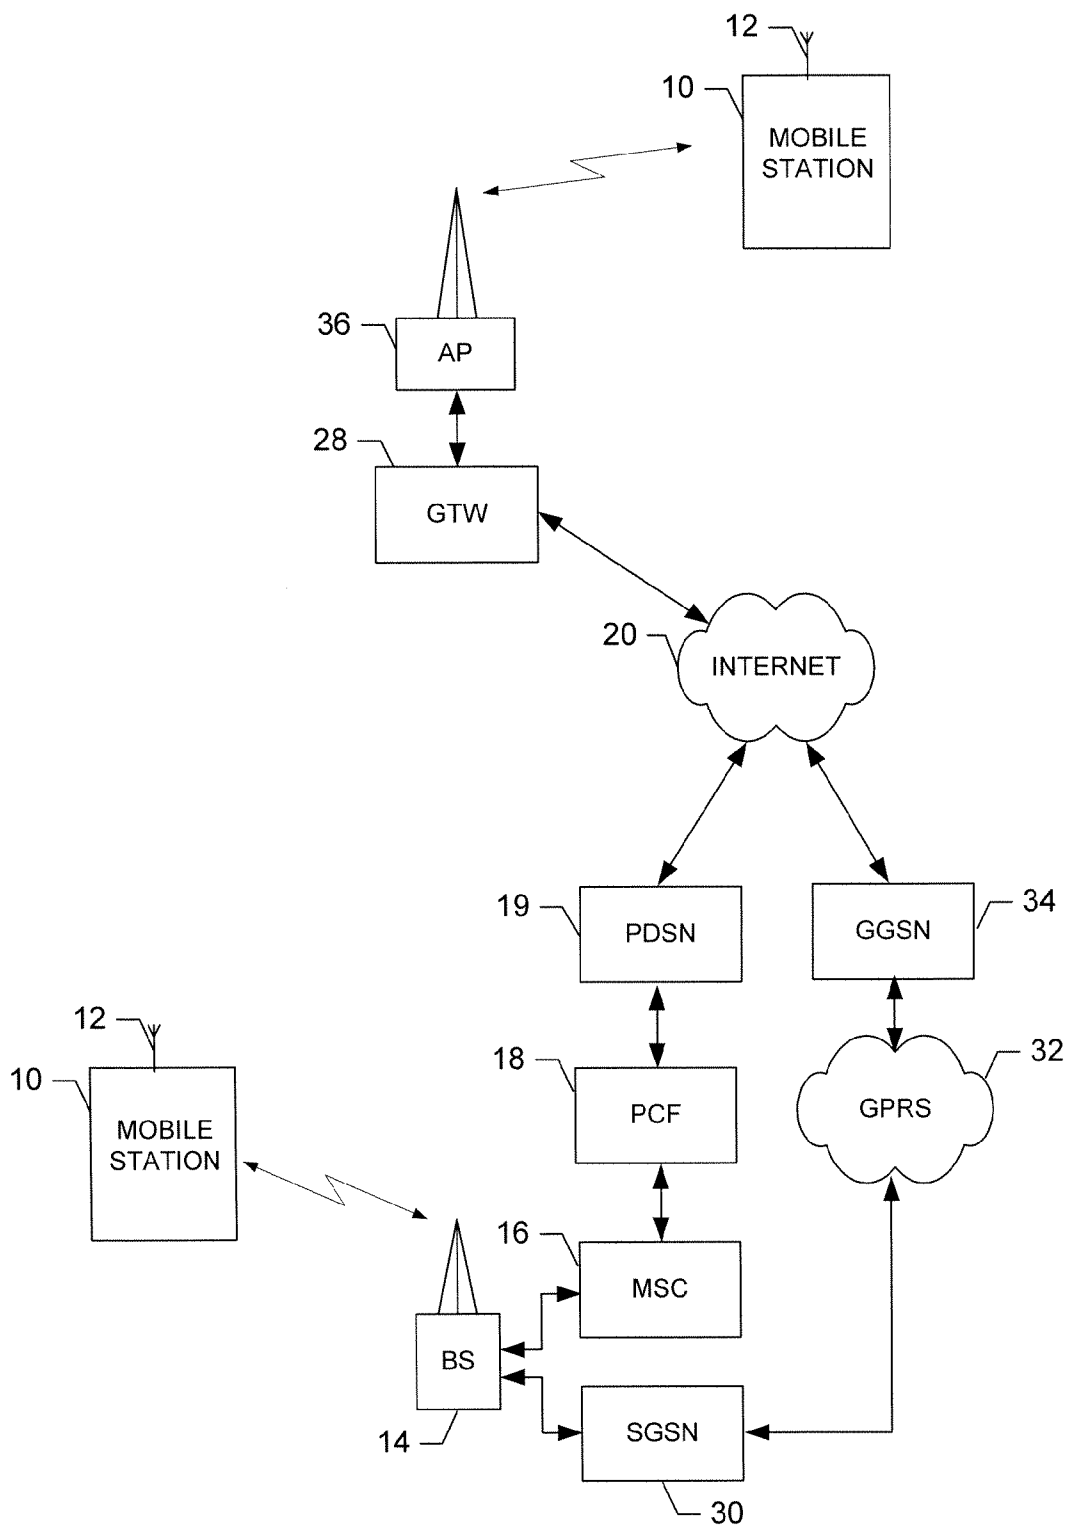 12
10
MOBILE
STATION
36
AP
28
GTW
20
INTERNET
19
PDSN
34
GGSN
12
10
MOBILE
STATION
18
PCF
32
GPRS
16
MSC
BS
14
SGSN
30